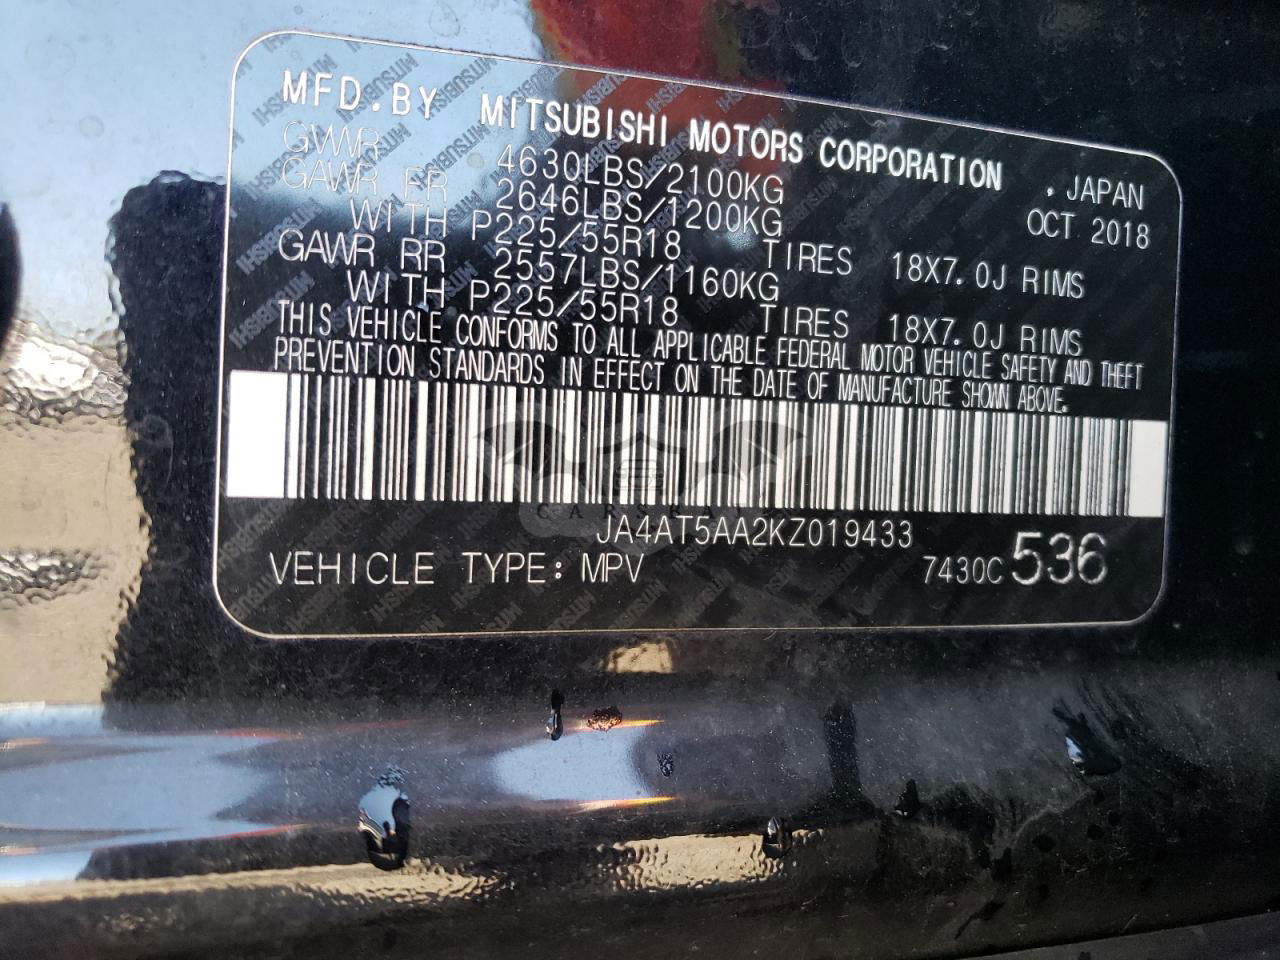 MFD.BY MITSUBISHI MOTORS CORPORATION . JAPAN
GVWR 4630LBS/2100KG OCT 2018
GAWR FR 2646LBS/1200KG
WITH P225/55R18 TIRES 18X7.0J RIMS
GAWR RR 2557LBS/1160KG
WITH P225/55R18 TIRES 18X7.0J RIMS
THIS VEHICLE CONFORMS TO ALL APPLICABLE FEDERAL MOTOR VEHICLE SAFETY AND THEFT
PREVENTION STANDARDS IN EFFECT ON THE DATE OF MANUFACTURE SHOWN ABOVE.
JA4AT5AA2KZ019433
VEHICLE TYPE: MPV 7430C 536